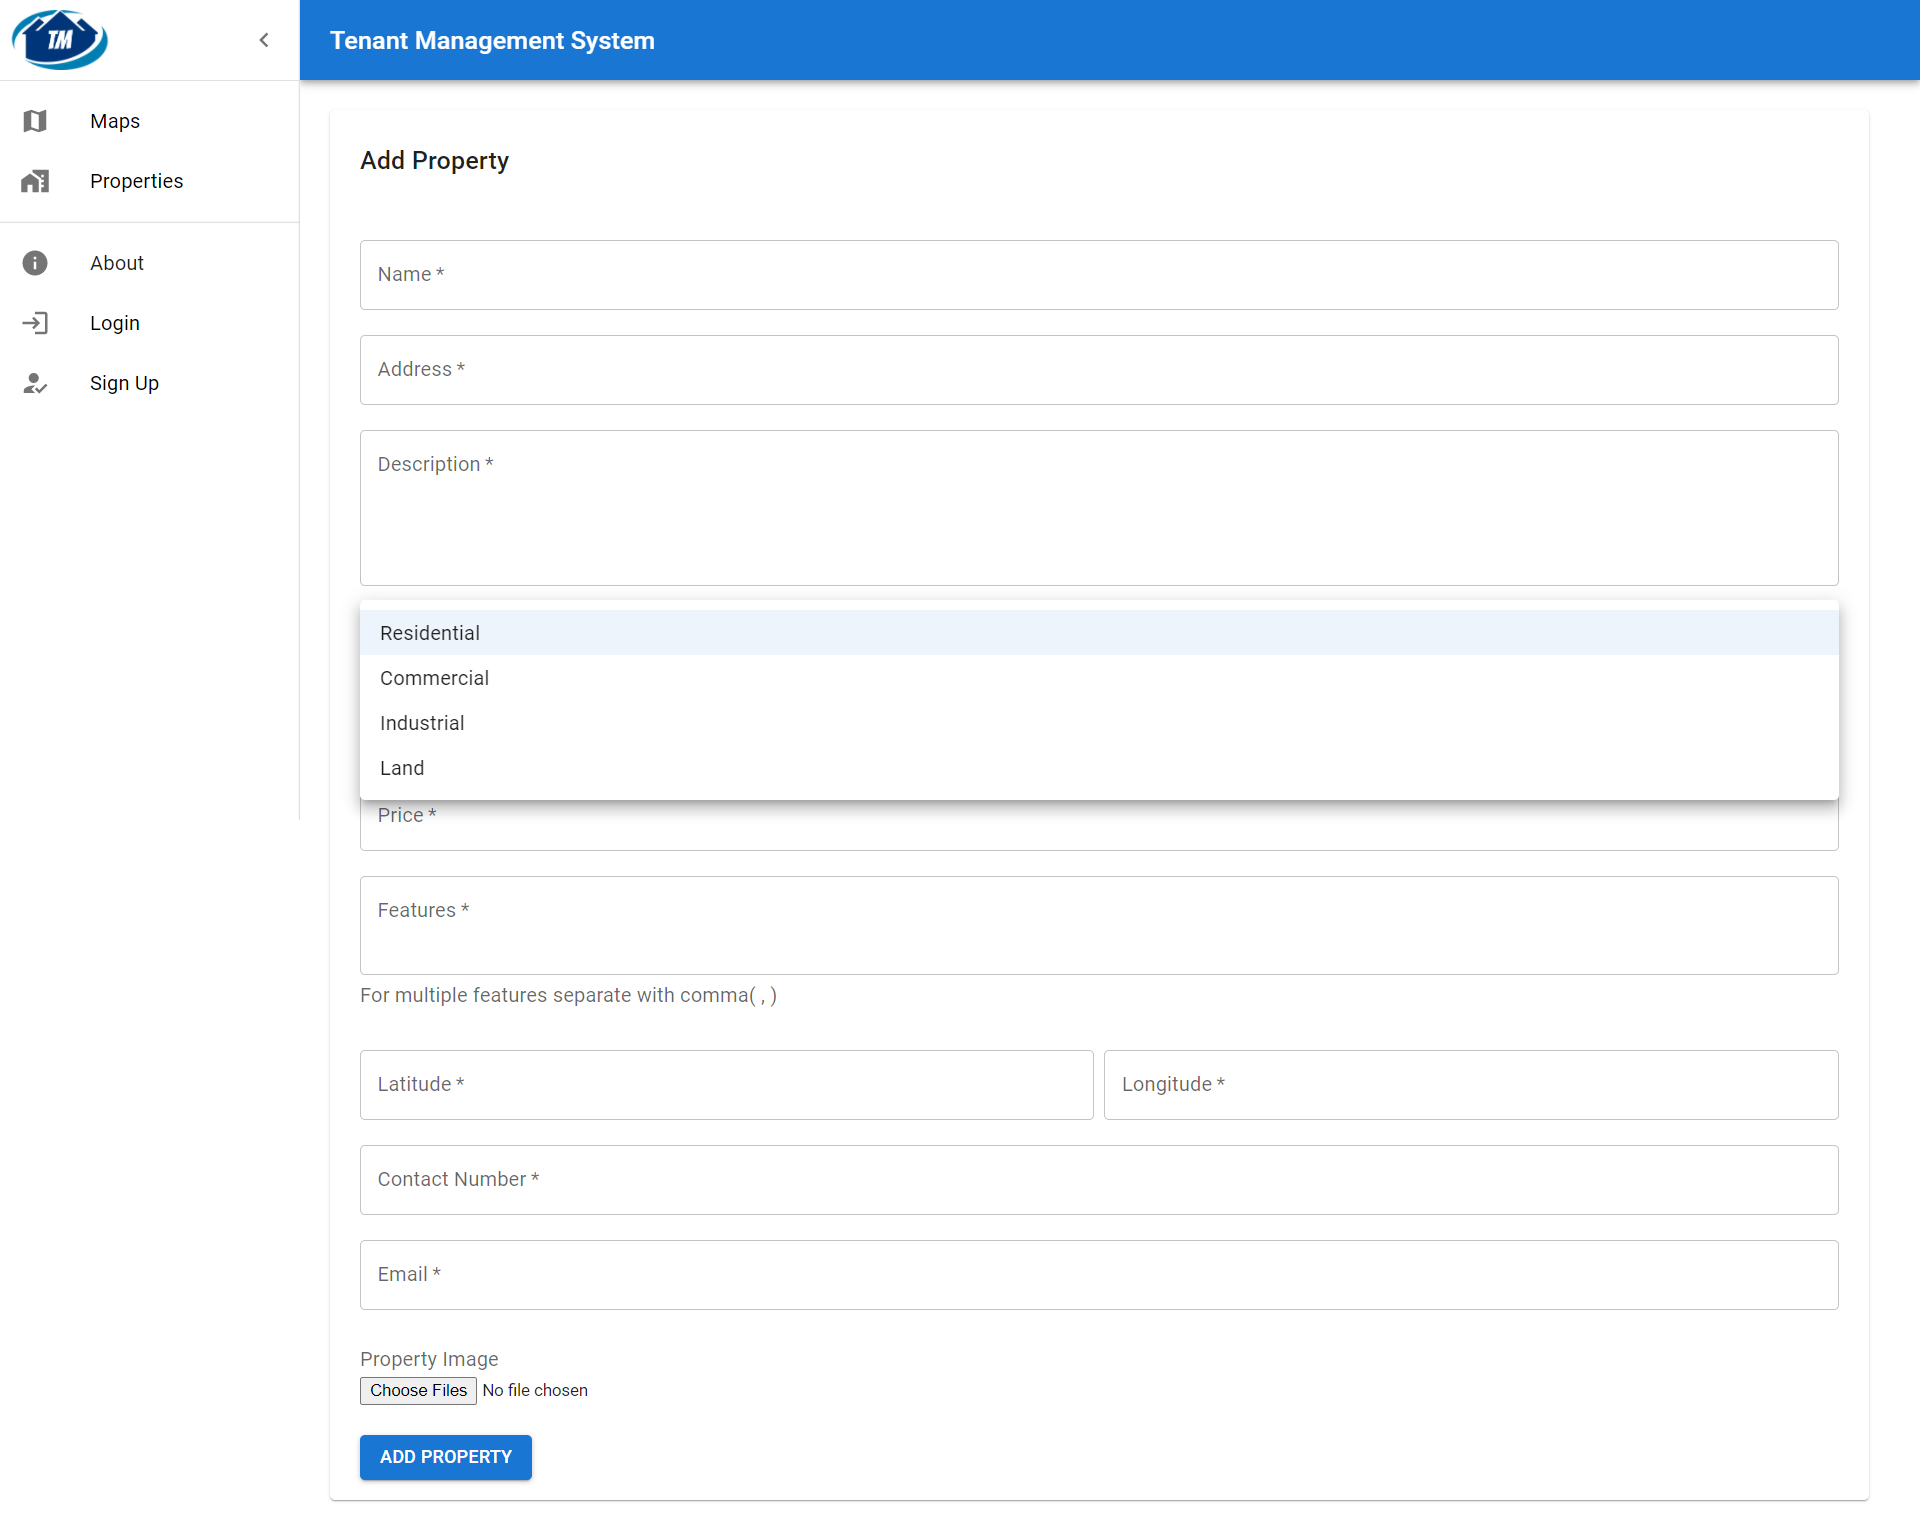 TM
Tenant Management System
Maps
Properties
About
Login
Sign Up
Add Property
Name *
Address *
Description *
Residential
Commercial
Industrial
Land
Price *
Features *
For multiple features separate with comma( , )
Latitude *
Longitude *
Contact Number *
Email *
Property Image
Choose Files No file chosen
ADD PROPERTY